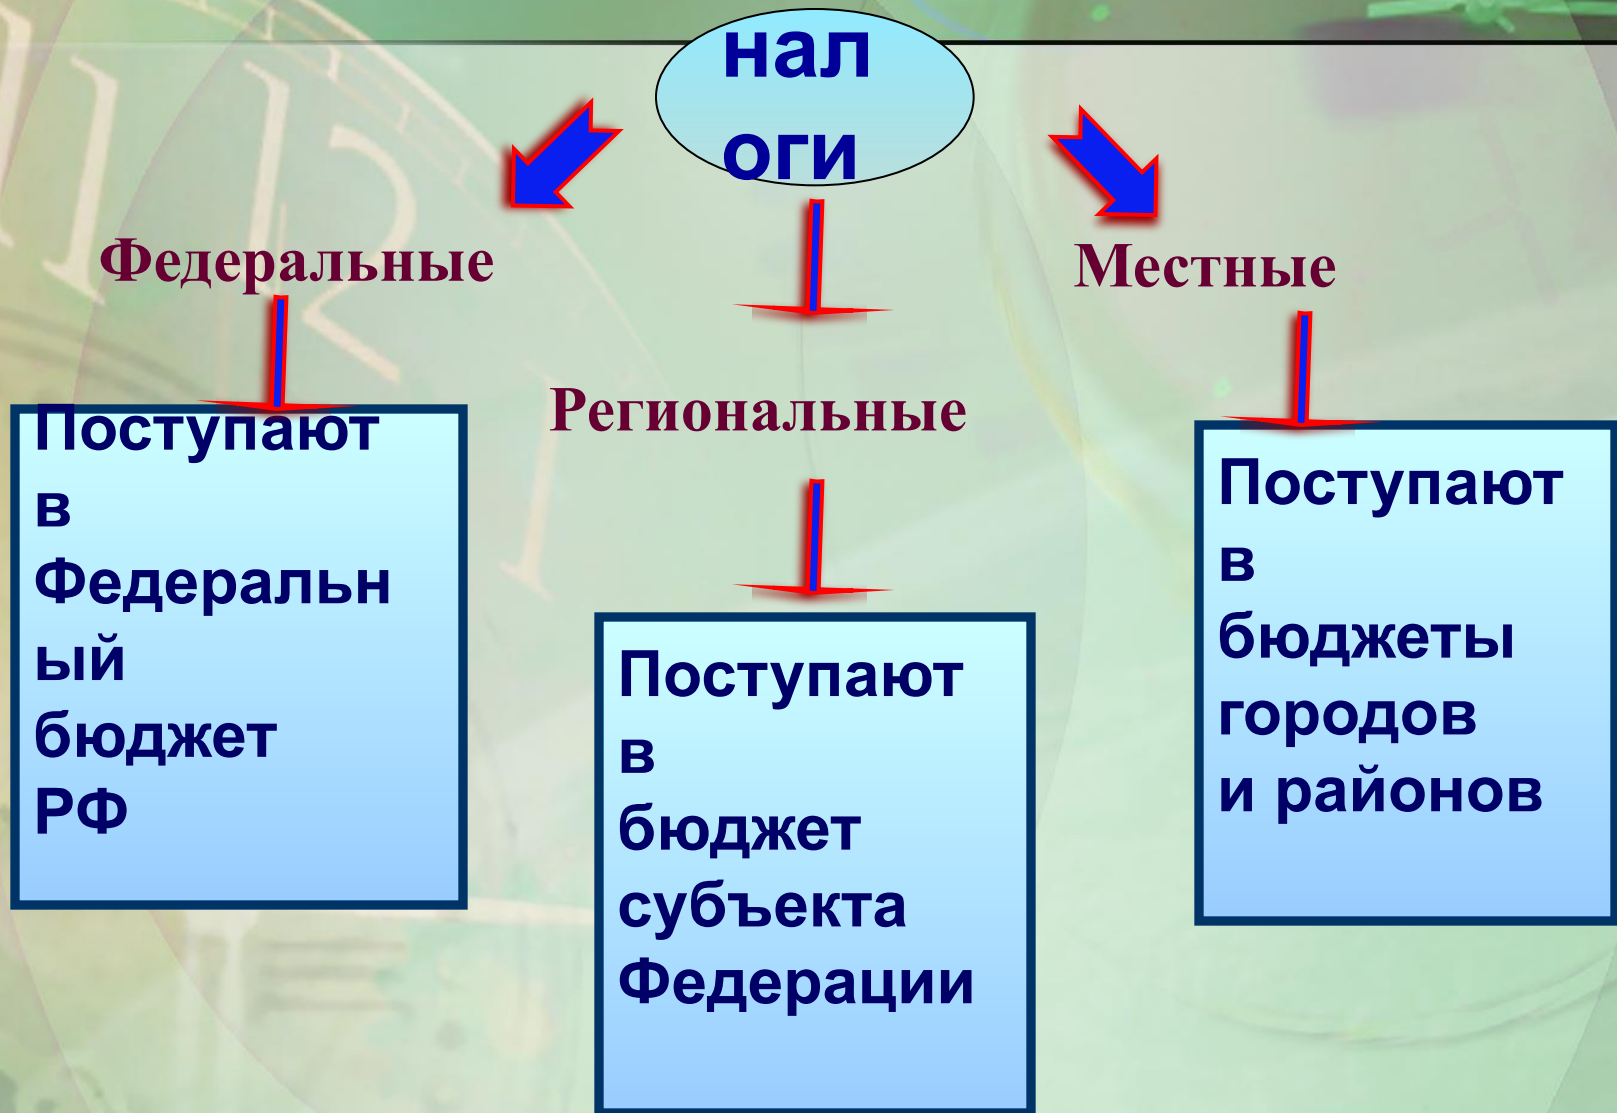 нал
оги
Федеральные
Местные
Региональные
Поступают
в
Федеральн
ый
бюджет
РФ
Поступают
в
бюджет
субъекта
Федерации
Поступают
в
бюджеты
городов
и районов